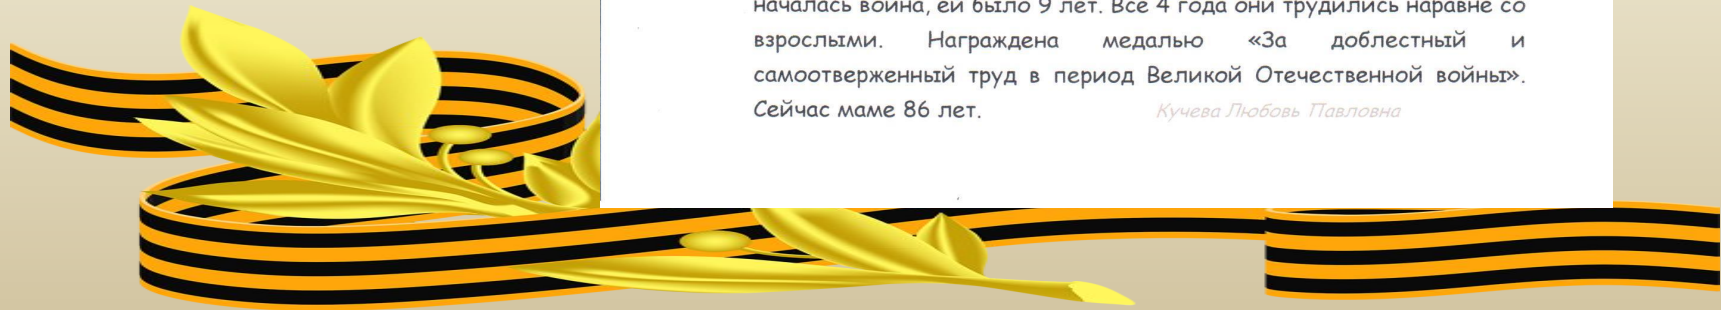 началась война, ей было 9 лет. Все 4 года они трудились наравне со
взрослыми. Награждена медалью «За доблестный и
самоотверженный труд в период Великой Отечественной войны».
Сейчас маме 86 лет. Кучева Любовь Павловна